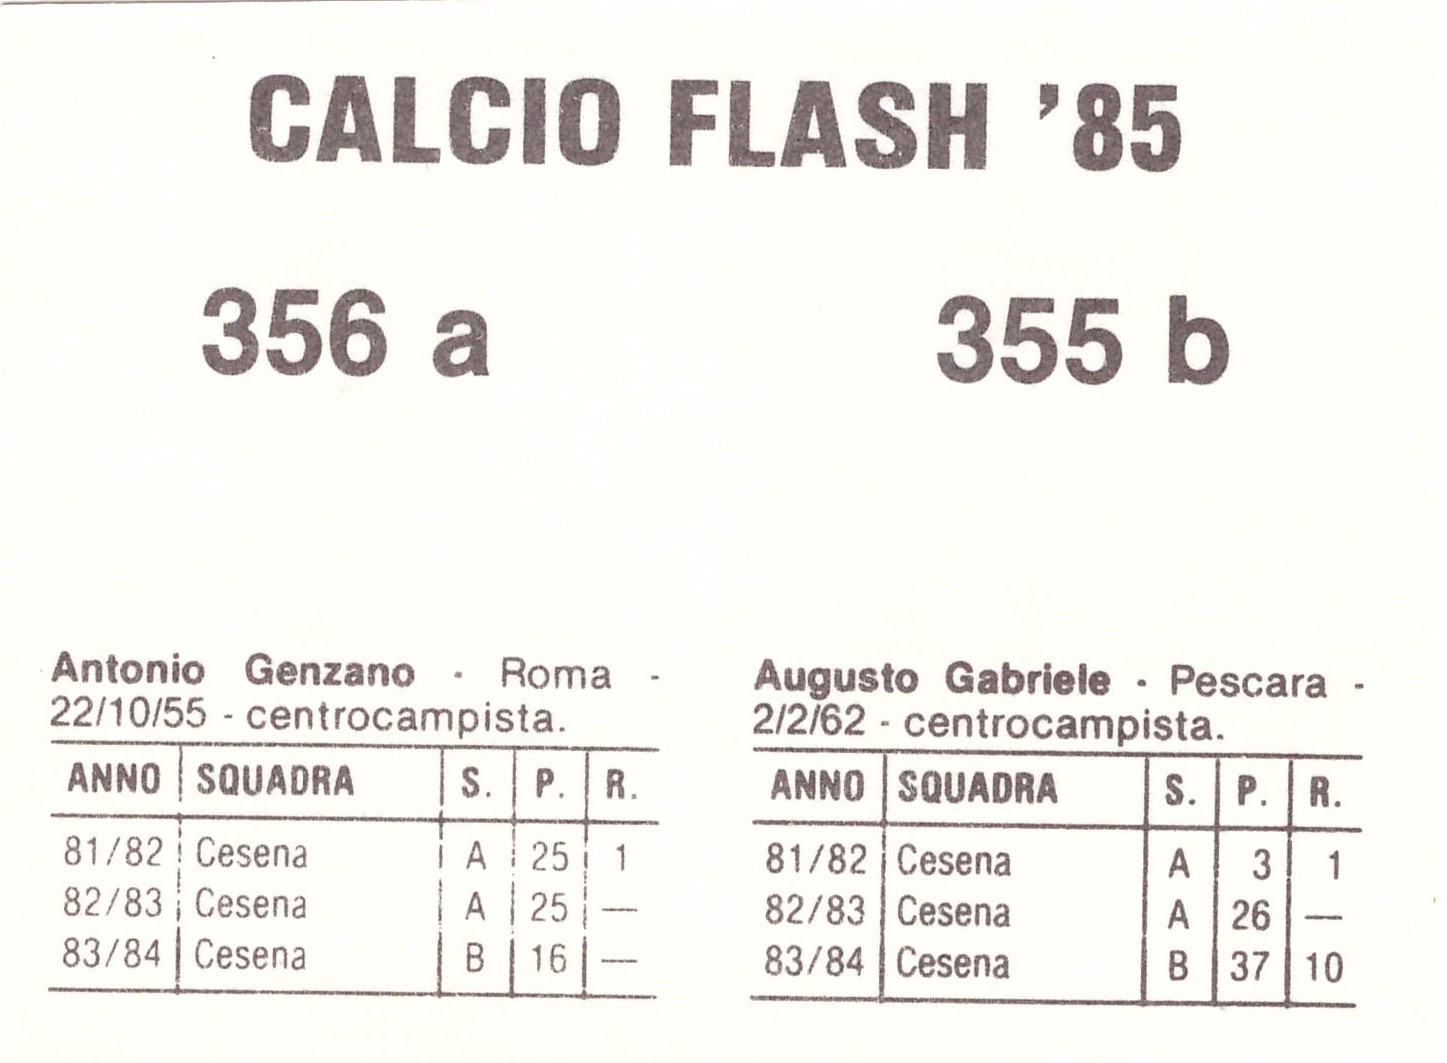 CALCIO FLASH '85
356 a
355 b
Antonio Genzano - Roma -
22/10/55 - centrocampista.
ANNO SQUADRA S. P. R.
81/82 Cesena A 25 1
82/83 Cesena A 25 —
83/84 Cesena B 16 —
Augusto Gabriele - Pescara -
2/2/62 - centrocampista.
ANNO SQUADRA S. P. R.
81/82 Cesena A 3 1
82/83 Cesena A 26 —
83/84 Cesena B 37 10